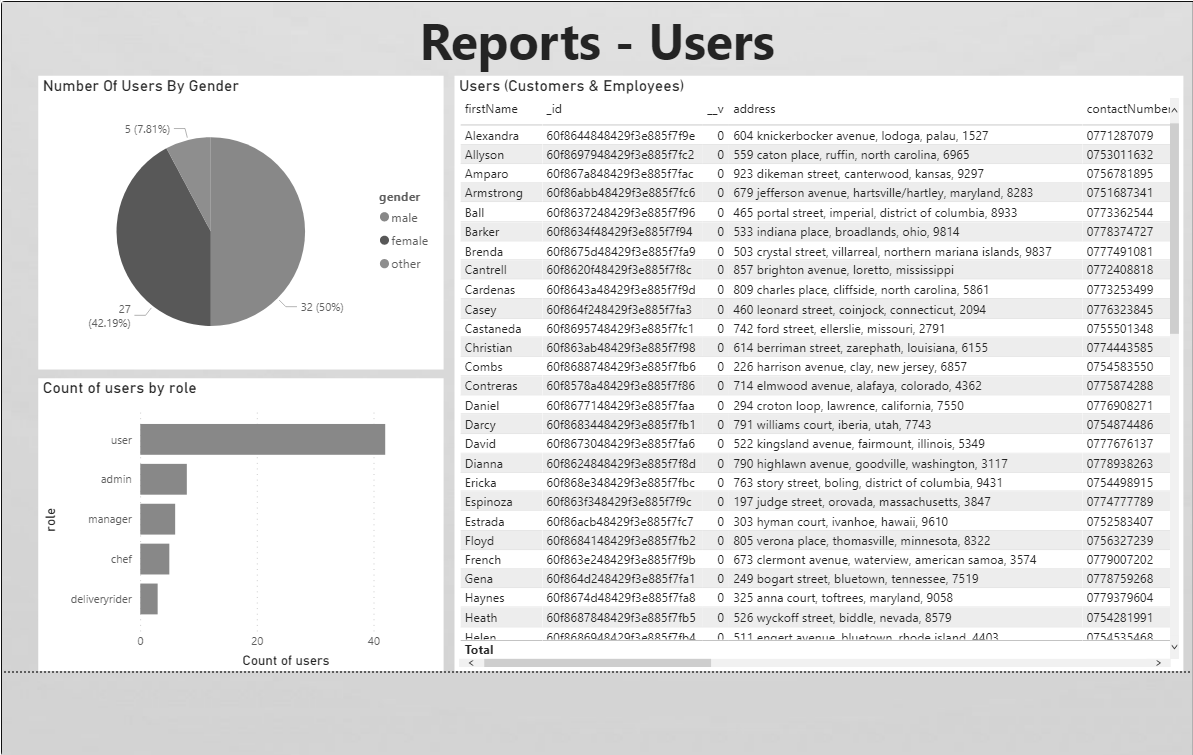 Reports - Users
Number Of Users By Gender
5 (7.81%)
27
(42.19%)
32 (50%)
gender
male
female
other
Count of users by role
role
user
admin
manager
chef
deliveryrider
0 20 40
Count of users
Users (Customers & Employees)
firstName _id __v address contactNumber
Alexandra 60f8644848429f3e885f7f9e 0 604 knickerbocker avenue, lodoga, palau, 1527 0771287079
Allyson 60f8697948429f3e885f7fc2 0 559 caton place, ruffin, north carolina, 6965 0753011632
Amparo 60f867a848429f3e885f7fac 0 923 dikeman street, canterwood, kansas, 9297 0756781895
Armstrong 60f86abb48429f3e885f7fc6 0 679 jefferson avenue, hartsville/hartley, maryland, 8283 0751687341
Ball 60f8637248429f3e885f7f96 0 465 portal street, imperial, district of columbia, 8933 0773362544
Barker 60f8634f48429f3e885f7f94 0 533 indiana place, broadlands, ohio, 9814 0778374727
Brenda 60f8675d48429f3e885f7fa9 0 503 crystal street, villarreal, northern mariana islands, 9837 0777491081
Cantrell 60f8620f48429f3e885f7f8c 0 857 brighton avenue, loretto, mississippi 0772408818
Cardenas 60f8643a48429f3e885f7f9d 0 809 charles place, cliffside, north carolina, 5861 0773253499
Casey 60f864f248429f3e885f7fa3 0 460 leonard street, coinjock, connecticut, 2094 0776323845
Castaneda 60f8695748429f3e885f7fc1 0 742 ford street, ellerslie, missouri, 2791 0755501348
Christian 60f863ab48429f3e885f7f98 0 614 berriman street, zarephath, louisiana, 6155 0774443585
Combs 60f8688748429f3e885f7fb6 0 226 harrison avenue, clay, new jersey, 6857 0754583550
Contreras 60f8578a48429f3e885f7f86 0 714 elmwood avenue, alafaya, colorado, 4362 0775874288
Daniel 60f8677148429f3e885f7faa 0 294 croton loop, lawrence, california, 7550 0776908271
Darcy 60f8683448429f3e885f7fb1 0 791 williams court, iberia, utah, 7743 0754874486
David 60f8673048429f3e885f7fa6 0 522 kingsland avenue, fairmount, illinois, 5349 0777676137
Dianna 60f8624848429f3e885f7f8d 0 790 highlawn avenue, goodville, washington, 3117 0778938263
Ericka 60f868e348429f3e885f7fbc 0 763 story street, boling, district of columbia, 9431 0754498915
Espinoza 60f863f348429f3e885f7f9c 0 197 judge street, orovada, massachusetts, 3847 0774777789
Estrada 60f86acb48429f3e885f7fc7 0 303 hyman court, ivanhoe, hawaii, 9610 0752583407
Floyd 60f8684148429f3e885f7fb2 0 805 verona place, thomasville, minnesota, 8322 0756327239
French 60f863e248429f3e885f7f9b 0 673 clermont avenue, waterview, american samoa, 3574 0779007202
Gena 60f864d248429f3e885f7fa1 0 249 bogart street, bluetown, tennessee, 7519 0778759268
Haynes 60f8674d48429f3e885f7fa8 0 325 anna court, toftrees, maryland, 9058 0779379604
Heath 60f8687848429f3e885f7fb5 0 526 wyckoff street, biddle, nevada, 8579 0754281991
Helen 60f8686948429f3e885f7fb4 0 511 engert avenue, bluetown, rhode island, 4403 0754535468
Total